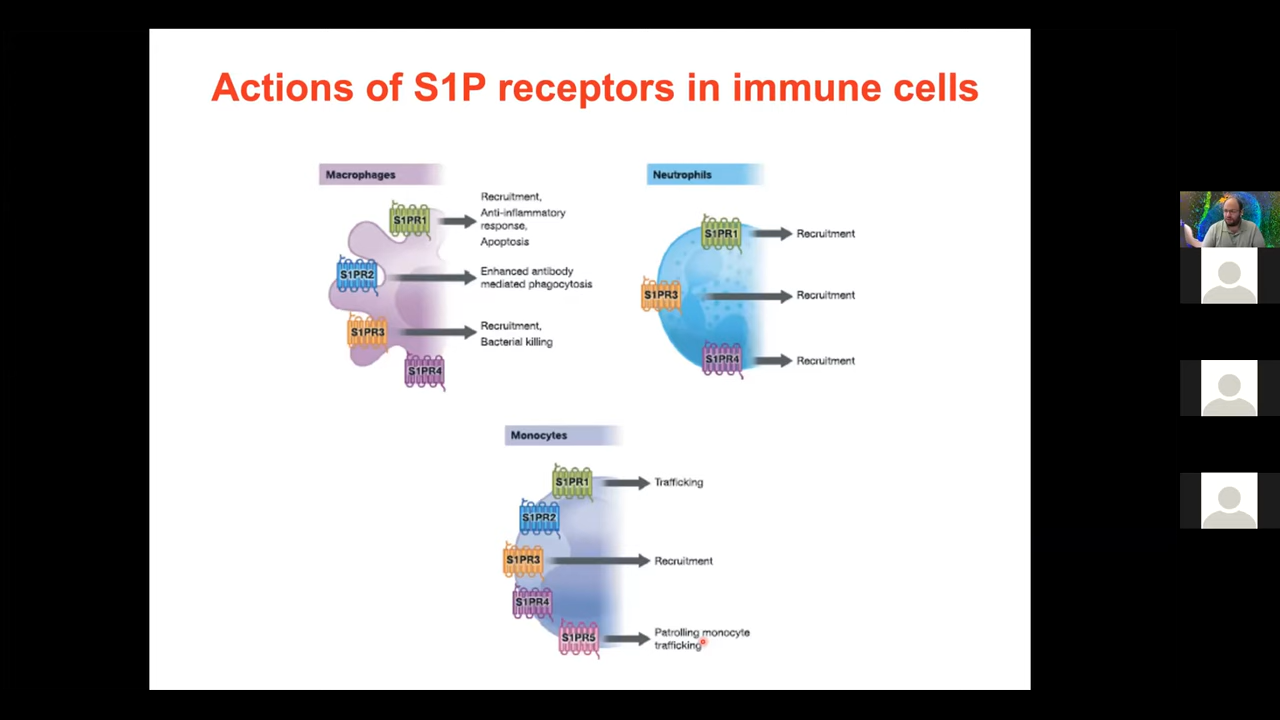 Actions of S1P receptors in immune cells
Macrophages
S1PR1
Recruitment,
Anti-inflammatory
response,
Apoptosis
S1PR2
Enhanced antibody
mediated phagocytosis
S1PR3
Recruitment,
Bacterial killing
S1PR4
Neutrophils
S1PR1
Recruitment
S1PR3
Recruitment
S1PR4
Recruitment
Monocytes
S1PR1
Trafficking
S1PR2
S1PR3
Recruitment
S1PR4
S1PR5
Patrolling monocyte
trafficking